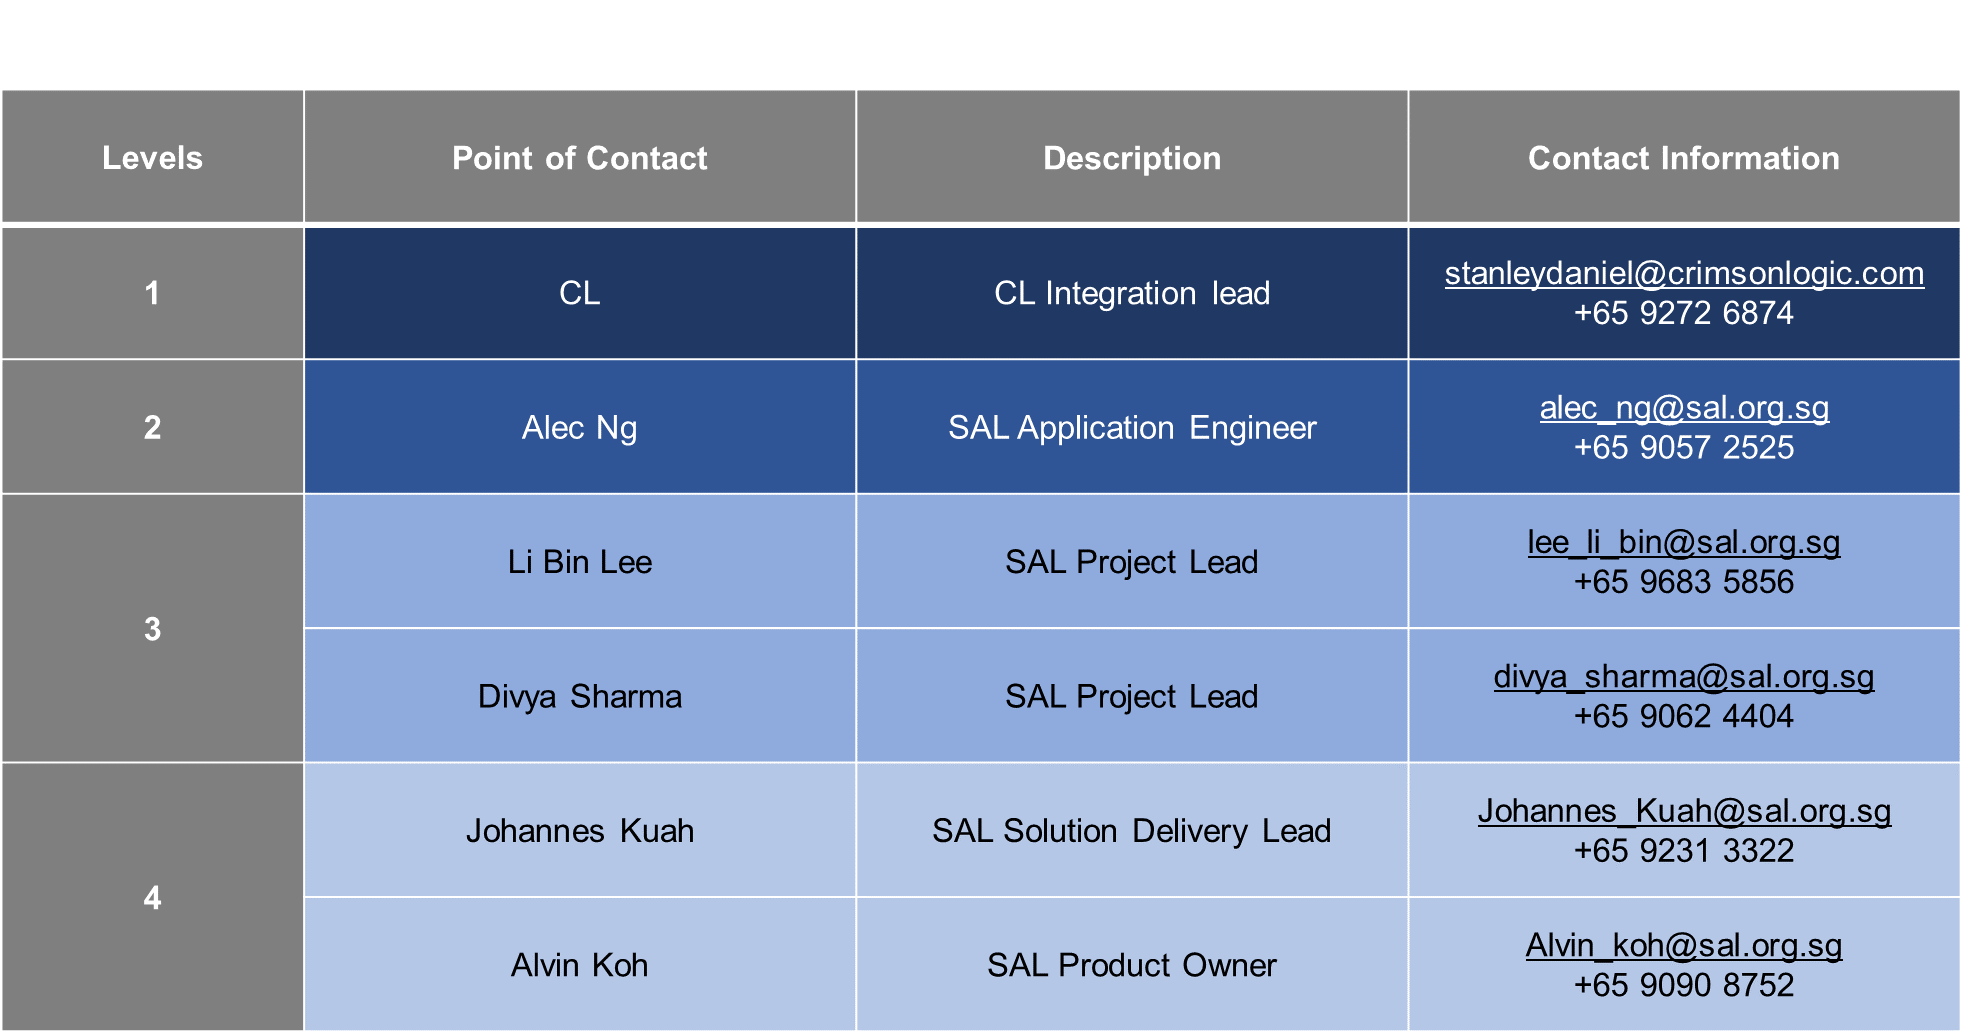 Levels
Point of Contact
Description
Contact Information
1
CL
CL Integration lead
stanleydaniel@crimsonlogic.com
+65 9272 6874
2
Alec Ng
SAL Application Engineer
alec_ng@sal.org.sg
+65 9057 2525
3
Li Bin Lee
SAL Project Lead
lee_li_bin@sal.org.sg
+65 9683 5856
Divya Sharma
SAL Project Lead
divya_sharma@sal.org.sg
+65 9062 4404
4
Johannes Kuah
SAL Solution Delivery Lead
Johannes_Kuah@sal.org.sg
+65 9231 3322
Alvin Koh
SAL Product Owner
Alvin_koh@sal.org.sg
+65 9090 8752